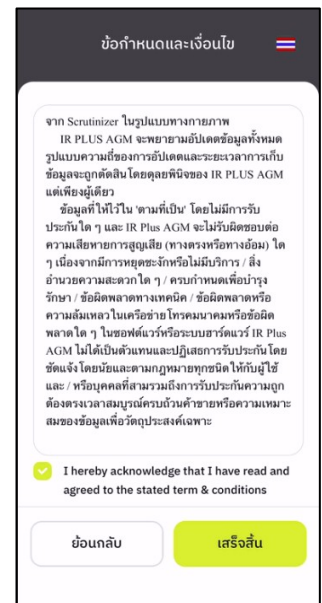 ข้อกำหนดและเงื่อนไข
จาก Scrutinizer ในรูปแบบทางกายภาพ
IR PLUS AGM จะพยายามอัปเดตข้อมูลทั้งหมด
รูปแบบความถี่ของการอัปเดตและระยะเวลาการเก็บ
ข้อมูลจะถูกตัดสินโดยดุลยพินิจของ IR PLUS AGM
แต่เพียงผู้เดียว
ข้อมูลที่ให้ไว้ใน 'ตามที่เป็น' โดยไม่มีการรับ
ประกันใด ๆ และ IR Plus AGM จะไม่รับผิดชอบต่อ
ความเสียหายการสูญเสีย (ทางตรงหรือทางอ้อม) ใด
ๆ เนื่องจากมีการหยุดชะงักหรือไม่มีบริการ / สิ่ง
อำนวยความสะดวกใด ๆ / ครบกำหนดเพื่อบำรุง
รักษา / ข้อผิดพลาดทางเทคนิค / ข้อผิดพลาดหรือ
ความล้มเหลวในเครือข่ายโทรคมนาคมหรือข้อผิด
พลาดใด ๆ ในซอฟต์แวร์หรือระบบฮาร์ดแวร์ IR Plus
AGM ไม่ได้เป็นตัวแทนและปฏิเสธการรับประกันโดย
ชัดแจ้งโดยนัยและตามกฎหมายทุกชนิดให้กับผู้ใช้
และ / หรือบุคคลที่สามรวมถึงการรับประกันความถูก
ต้องตรงเวลาสมบูรณ์ครบถ้วนค้าขายหรือความเหมาะ
สมของข้อมูลเพื่อวัตถุประสงค์เฉพาะ
I hereby acknowledge that I have read and
agreed to the stated term & conditions
ย้อนกลับ
เสร็จสิ้น